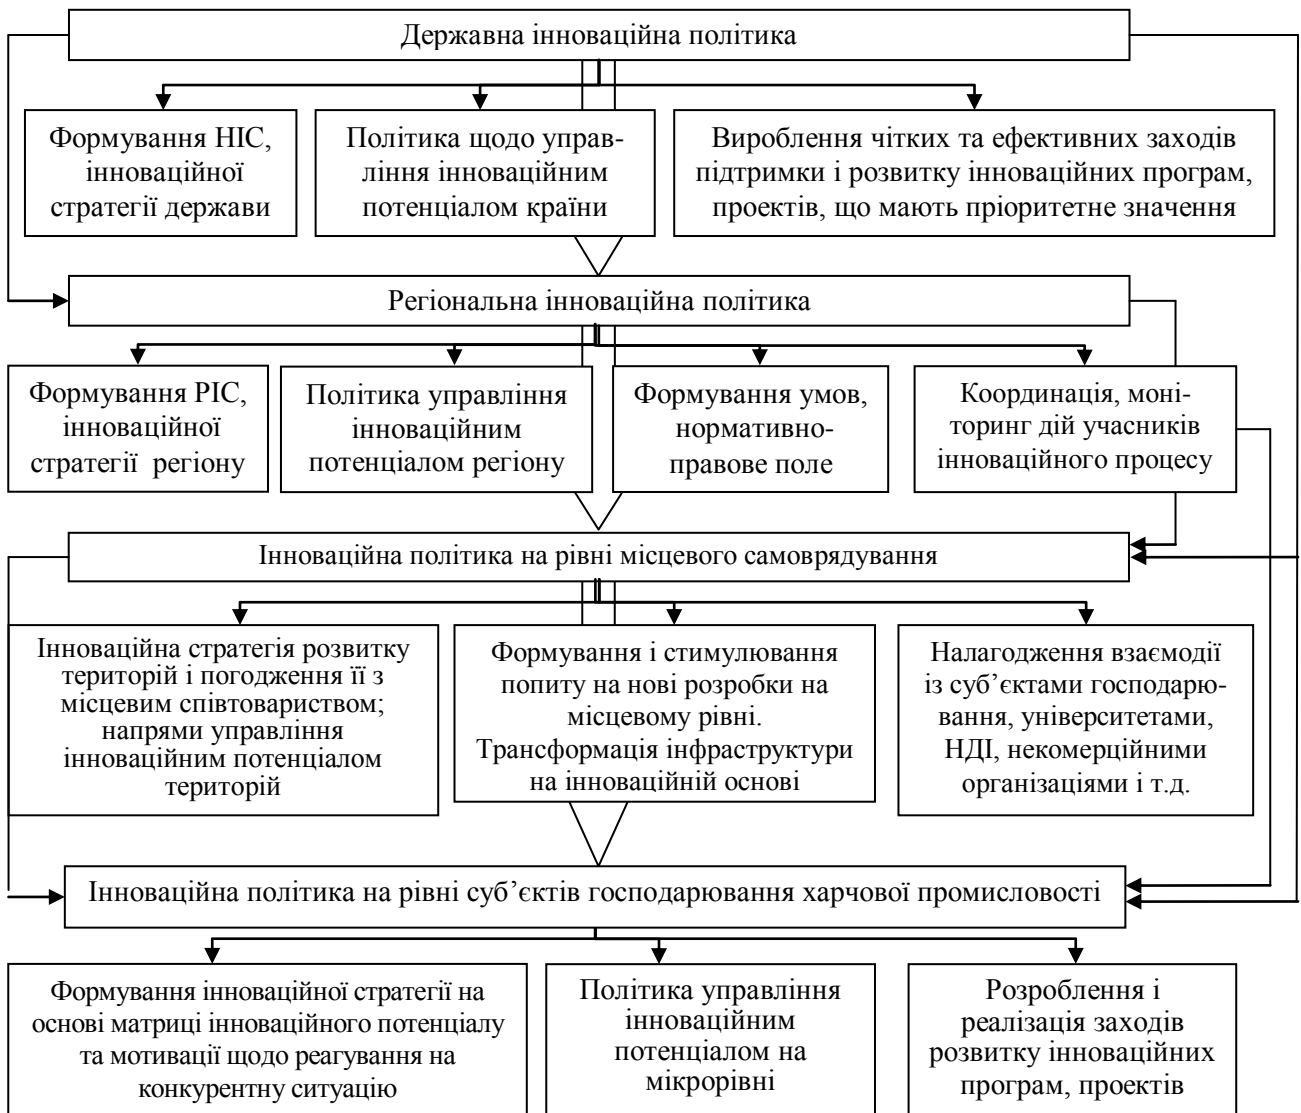 Державна інноваційна політика
Формування НІС,
інноваційної
стратегії держави
Політика щодо управ-
ління інноваційним
потенціалом країни
Вироблення чітких та ефективних заходів
підтримки і розвитку інноваційних програм,
проектів, що мають пріоритетне значення
Регіональна інноваційна політика
Формування РІС,
інноваційної
стратегії регіону
Політика управління
інноваційним
потенціалом регіону
Формування умов,
нормативно-
правове поле
Координація, моні-
торинг дій учасників
інноваційного процесу
Інноваційна політика на рівні місцевого самоврядування
Інноваційна стратегія розвитку
територій і погодження її з
місцевим співтовариством;
напрями управління
інноваційним потенціалом
територій
Формування і стимулювання
попиту на нові розробки на
місцевому рівні.
Трансформація інфраструктури
на інноваційній основі
Налагодження взаємодії
із суб’єктами господарю-
вання, університетами,
НДІ, некомерційними
організаціями і т.д.
Інноваційна політика на рівні суб’єктів господарювання харчової промисловості
Формування інноваційної стратегії на
основі матриці інноваційного потенціалу
та мотивації щодо реагування на
конкурентну ситуацію
Політика управління
інноваційним
потенціалом на
мікрорівні
Розроблення і
реалізація заходів
розвитку інноваційних
програм, проектів